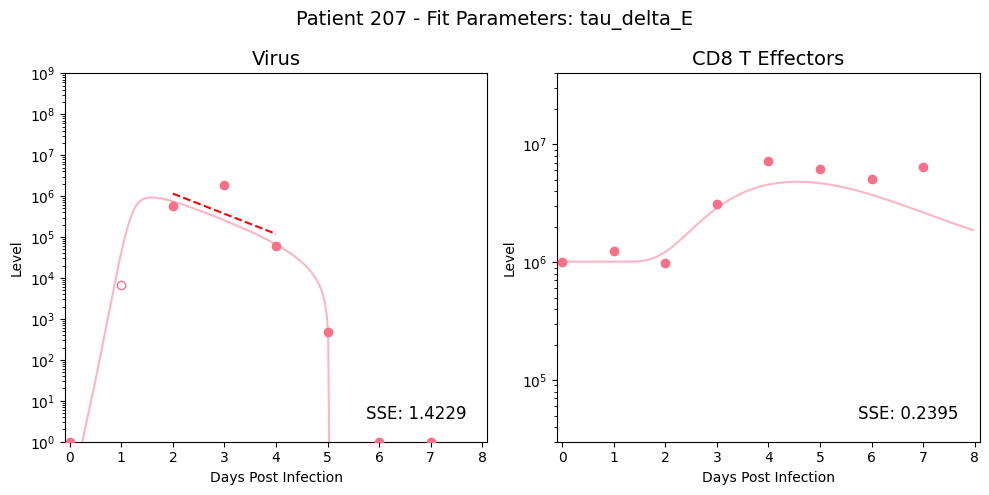 Patient 207 - Fit Parameters: tau_delta_E
Virus
Level
10^9
10^8
10^7
10^6
10^5
10^4
10^3
10^2
10^1
10^0
0 1 2 3 4 5 6 7 8
Days Post Infection
SSE: 1.4229
CD8 T Effectors
Level
10^7
10^6
10^5
0 1 2 3 4 5 6 7 8
Days Post Infection
SSE: 0.2395